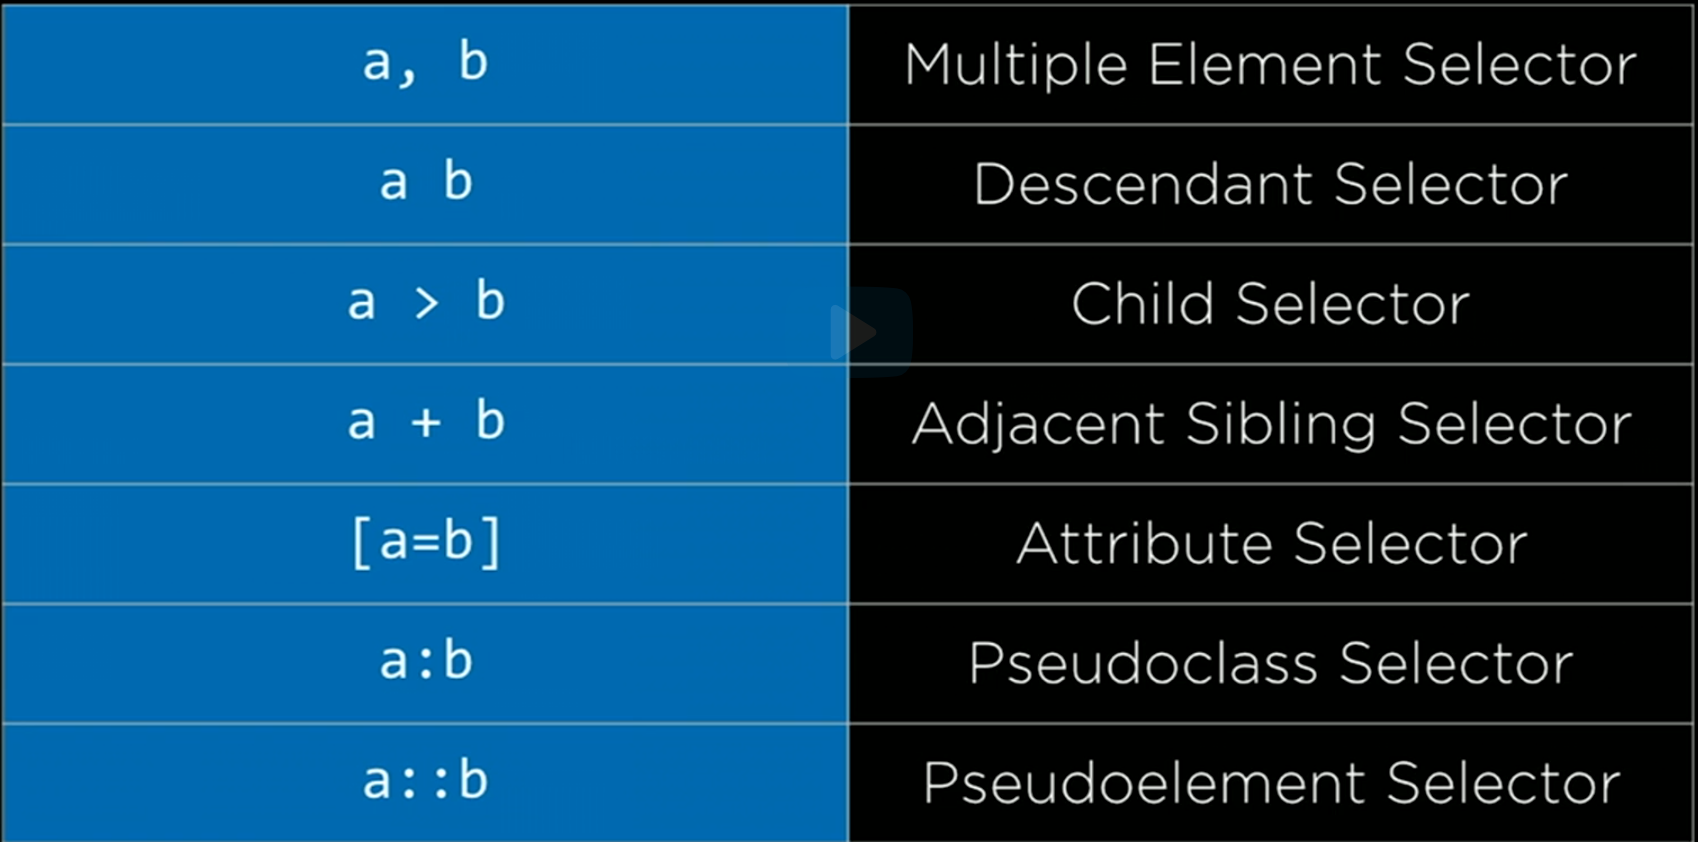 a, b Multiple Element Selector
a b Descendant Selector
a > b Child Selector
a + b Adjacent Sibling Selector
[a=b] Attribute Selector
a:b Pseudoclass Selector
a::b Pseudoelement Selector